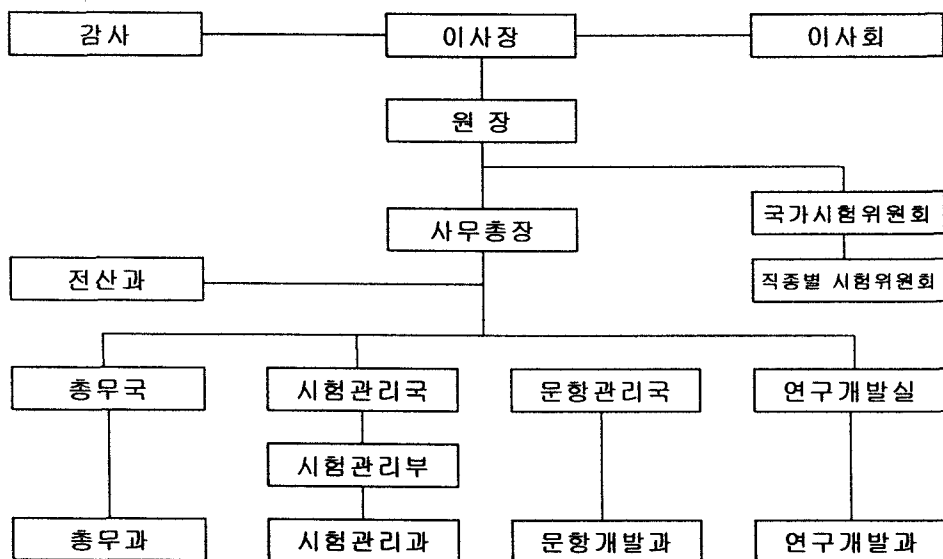 감사
이사장
이사회
원 장
국가시험위원회
사무총장
전산과
직종별 시험위원회
총무국
시험관리국
문항관리국
연구개발실
시험관리부
총무과
시험관리과
문항개발과
연구개발과